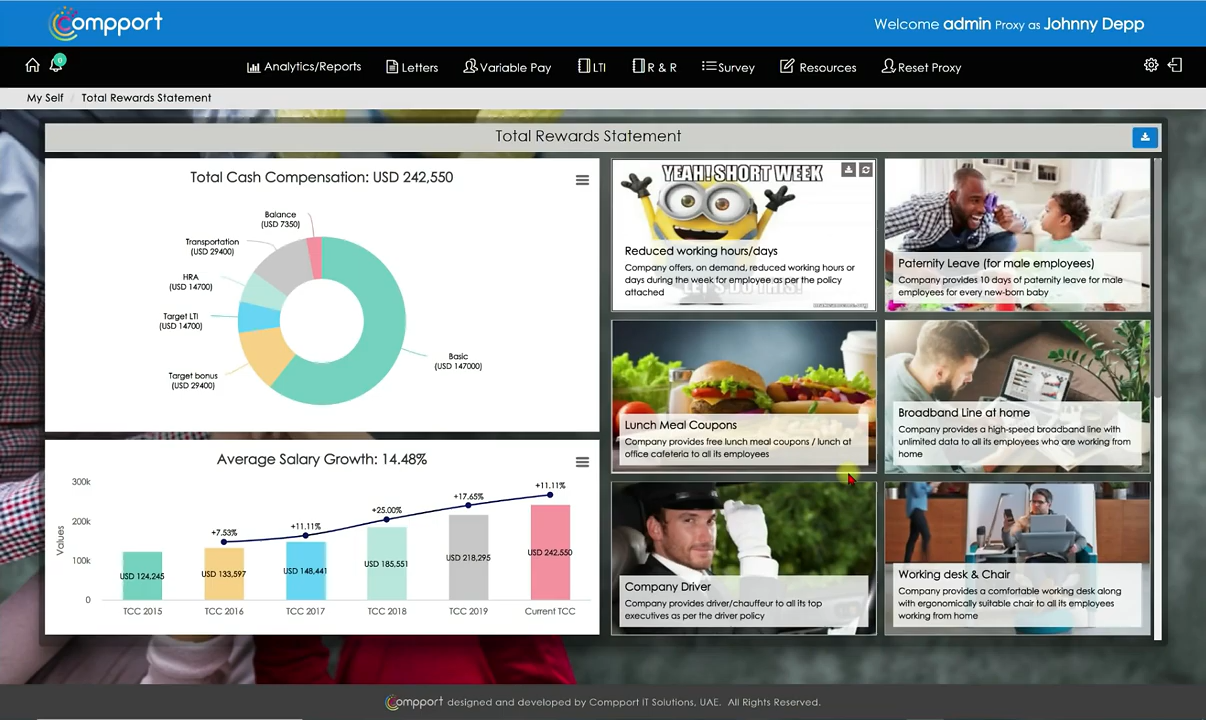 Compport
Welcome admin Proxy as Johnny Depp
0
Analytics/Reports
Letters
Variable Pay
LTI
R & R
Survey
Resources
Reset Proxy
My Self / Total Rewards Statement
Total Rewards Statement
Total Cash Compensation: USD 242,550
Balance
(USD 7350)
Transportation
(USD 29400)
HRA
(USD 14700)
Target LTI
(USD 14700)
Target bonus
(USD 29400)
Basic
(USD 147000)
Average Salary Growth: 14.48%
Values
300k
200k
100k
0
+7.53%
+11.11%
+25.00%
+17.65%
+11.11%
USD 124,245
USD 133,597
USD 148,441
USD 185,551
USD 218,295
USD 242,550
TCC 2015
TCC 2016
TCC 2017
TCC 2018
TCC 2019
Current TCC
YEAH! SHORT WEEK
Reduced working hours/days
Company offers, on demand, reduced working hours or
days during the week for employee as per the policy
attached
LET'S DO THIS!
Paternity Leave (for male employees)
Company provides 10 days of paternity leave for male
employees for every new-born baby
Lunch Meal Coupons
Company provides free lunch meal coupons / lunch at
office cafeteria to all its employees
Broadband Line at home
Company provides a high-speed broadband line with
unlimited data to all its employees who are working from
home
Company Driver
Company provides driver/chauffeur to all its top
executives as per the driver policy
Working desk & Chair
Company provides a comfortable working desk along
with ergonomically suitable chair to all its employees
working from home
Compport designed and developed by Compport IT Solutions, UAE. All Rights Reserved.